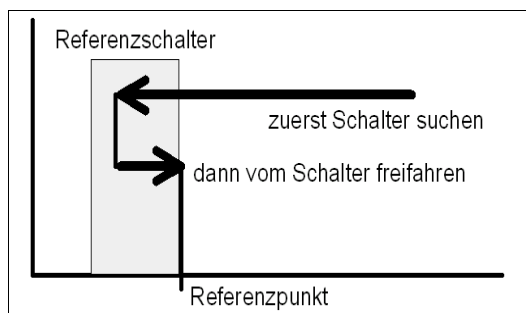 Referenzschalter
zuerst Schalter suchen
dann vom Schalter freifahren
Referenzpunkt